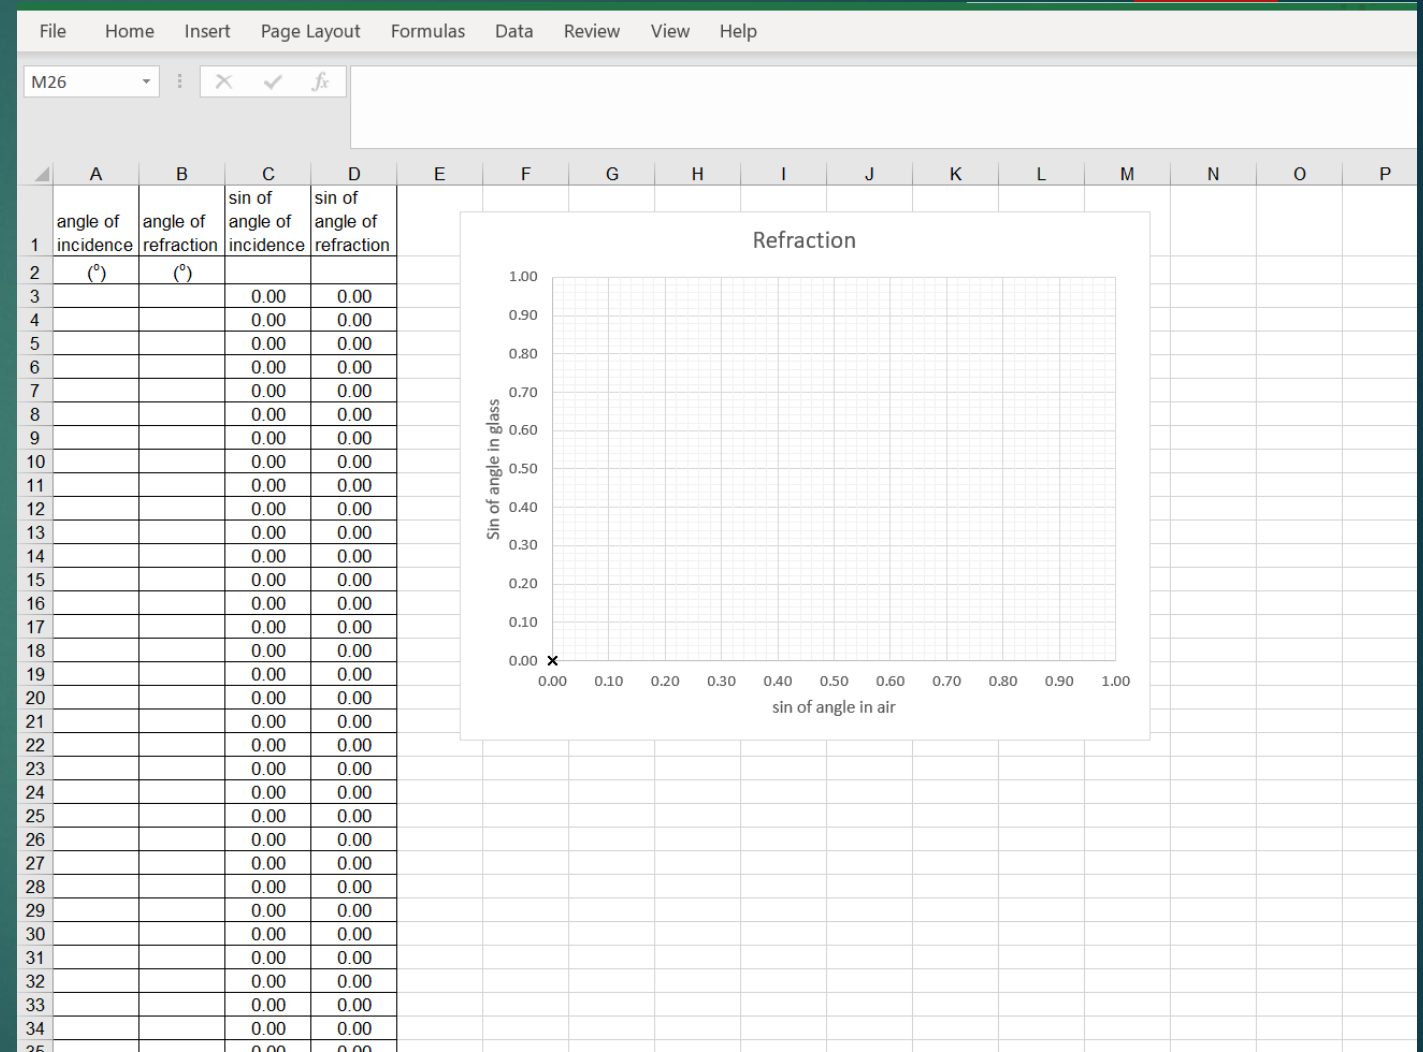 File Home Insert Page Layout Formulas Data Review View Help
M26 fx
A B C D E F G H I J K L M N O P
1 angle of incidence angle of refraction sin of angle of incidence sin of angle of refraction
2 (°) (°)
3 0.00 0.00
4 0.00 0.00
5 0.00 0.00
6 0.00 0.00
7 0.00 0.00
8 0.00 0.00
9 0.00 0.00
10 0.00 0.00
11 0.00 0.00
12 0.00 0.00
13 0.00 0.00
14 0.00 0.00
15 0.00 0.00
16 0.00 0.00
17 0.00 0.00
18 0.00 0.00
19 0.00 0.00
20 0.00 0.00
21 0.00 0.00
22 0.00 0.00
23 0.00 0.00
24 0.00 0.00
25 0.00 0.00
26 0.00 0.00
27 0.00 0.00
28 0.00 0.00
29 0.00 0.00
30 0.00 0.00
31 0.00 0.00
32 0.00 0.00
33 0.00 0.00
34 0.00 0.00
35 0.00 0.00
Refraction
Sin of angle in glass
1.00
0.90
0.80
0.70
0.60
0.50
0.40
0.30
0.20
0.10
0.00
0.00 0.10 0.20 0.30 0.40 0.50 0.60 0.70 0.80 0.90 1.00
sin of angle in air